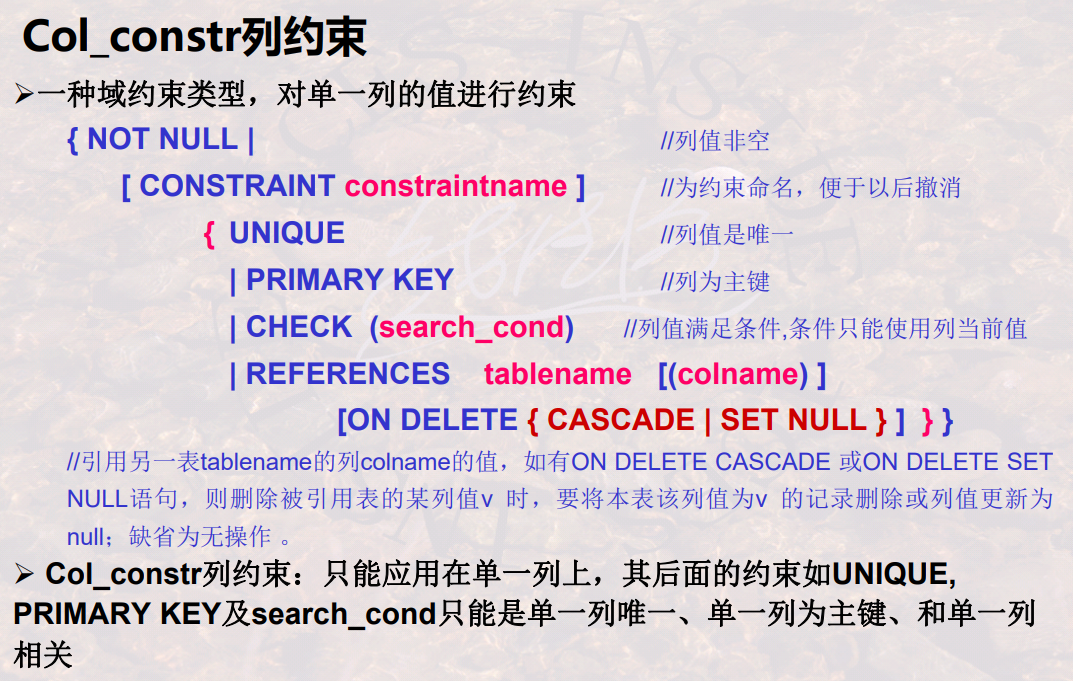 Col_constr列约束
➢一种域约束类型，对单一列的值进行约束
{ NOT NULL | //列值非空
[ CONSTRAINT constraintname ] //为约束命名，便于以后撤消
{ UNIQUE //列值是唯一
| PRIMARY KEY //列为主键
| CHECK (search_cond) //列值满足条件,条件只能使用列当前值
| REFERENCES tablename [(colname) ]
[ON DELETE { CASCADE | SET NULL } ] } }
//引用另一表tablename的列colname的值，如有ON DELETE CASCADE 或ON DELETE SET
NULL语句，则删除被引用表的某列值v 时，要将本表该列值为v 的记录删除或列值更新为
null；缺省为无操作 。
➢ Col_constr列约束：只能应用在单一列上，其后面的约束如UNIQUE,
PRIMARY KEY及search_cond只能是单一列唯一、单一列为主键、和单一列
相关